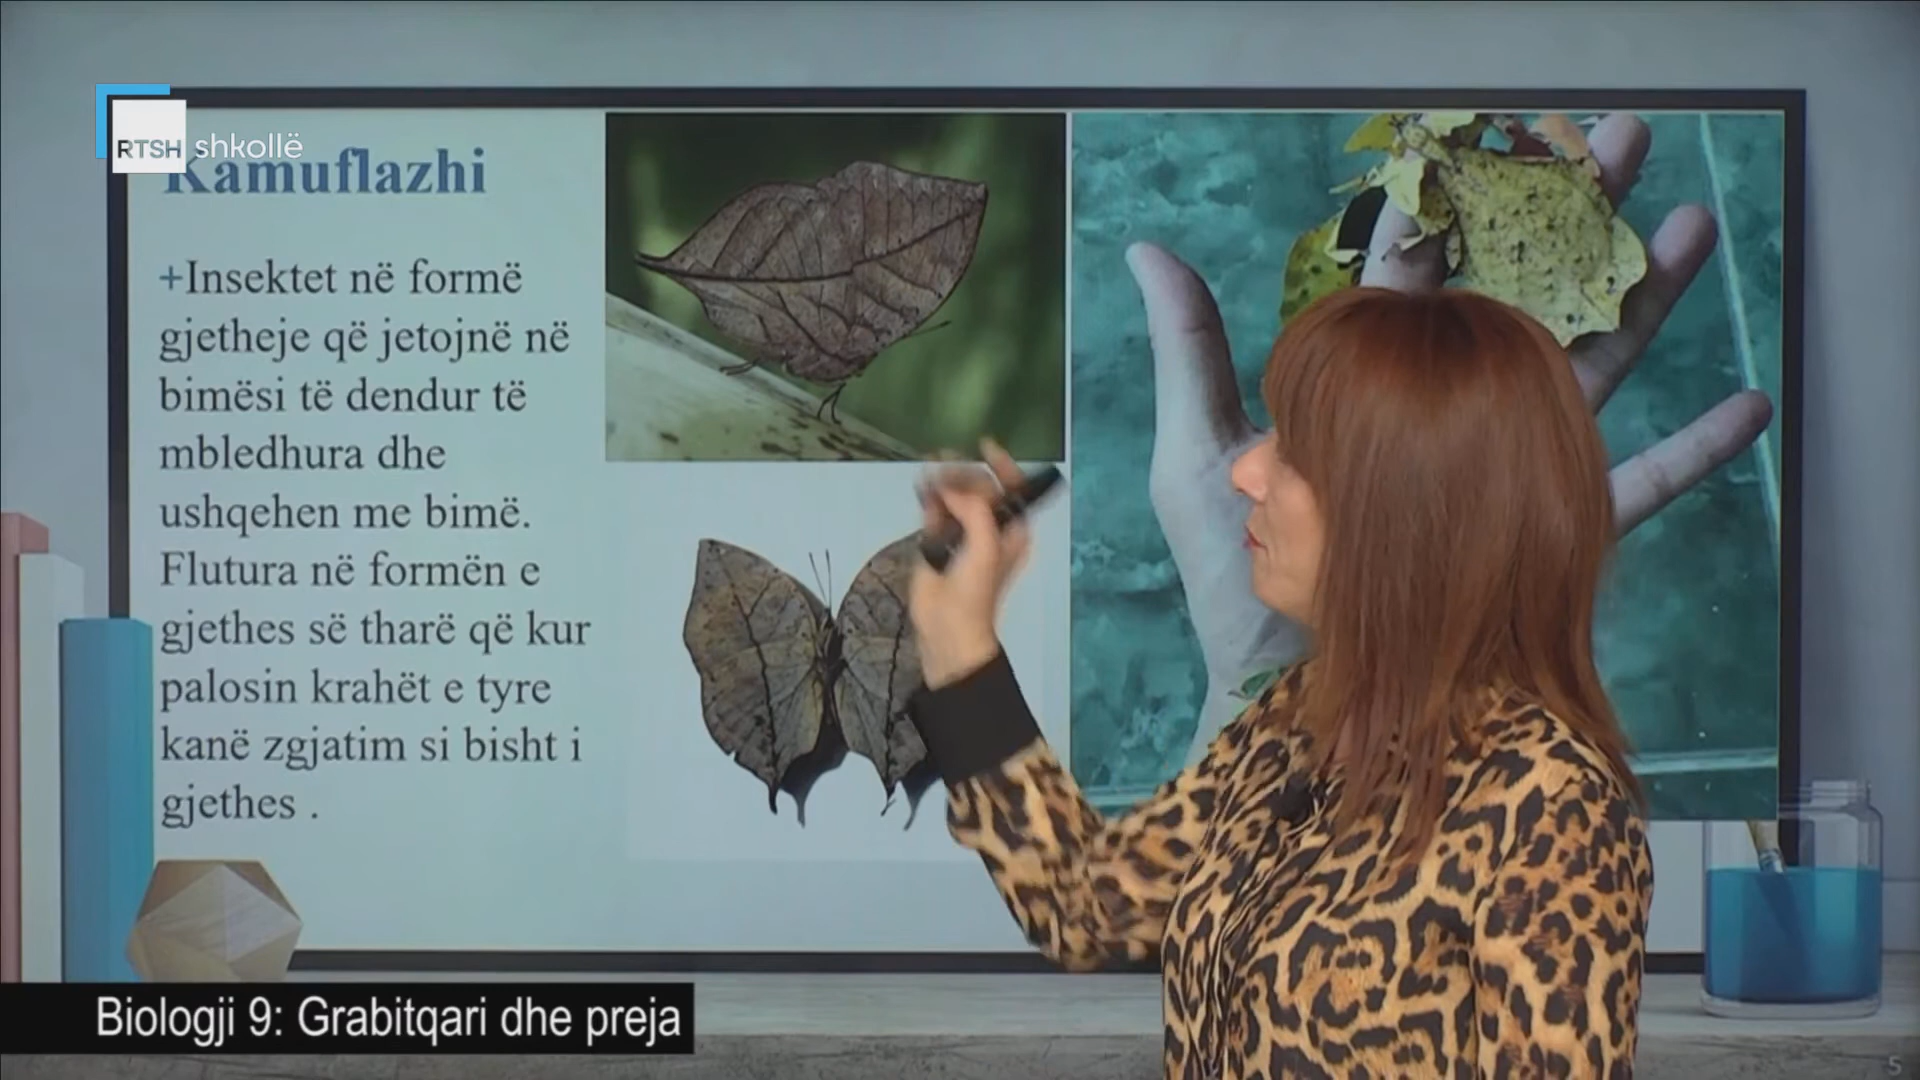 RTSH shkollë
Kamuflazhi
+Insektet në formë
gjetheje që jetojnë në
bimësi të dendur të
mbledhura dhe
ushqehen me bimë.
Flutura në formën e
gjethes së tharë që kur
palosin krahët e tyre
kanë zgjatim si bisht i
gjethes .
Biologji 9: Grabitqari dhe preja
5